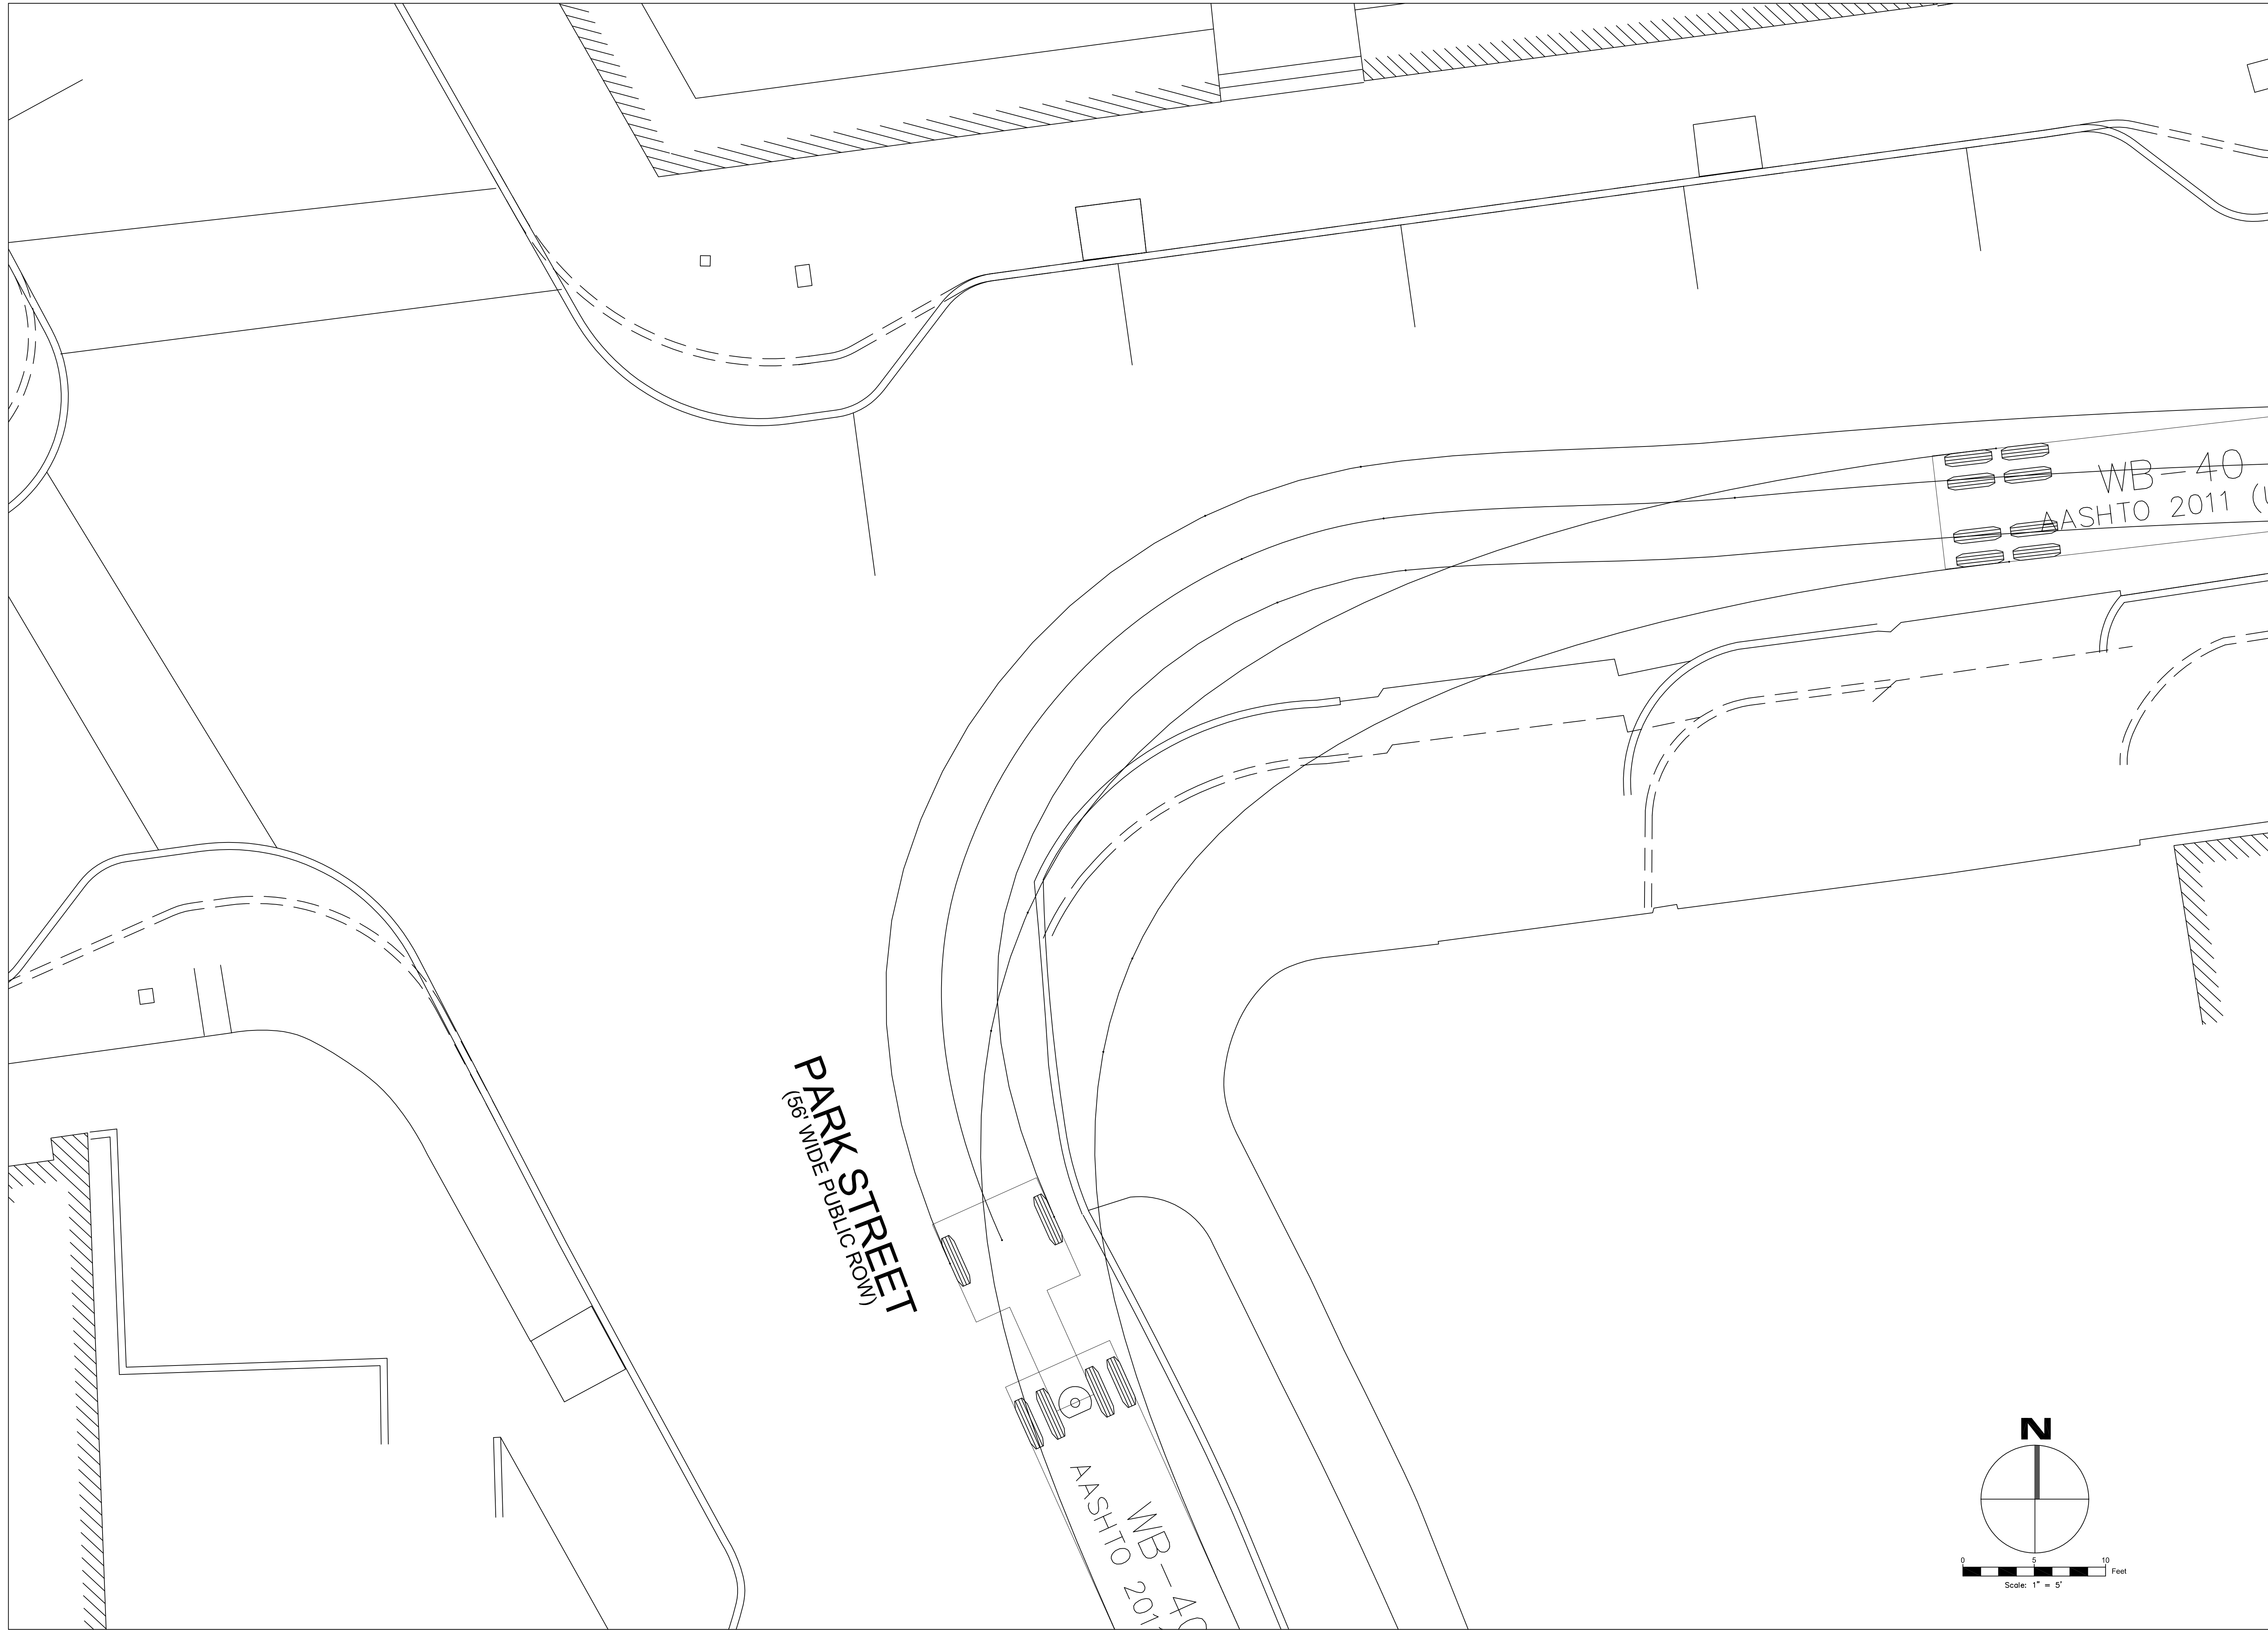 WB-40
AASHTO 2011 (U
PARK STREET
(56' WIDE PUBLIC ROW)
WB-40
AASHTO 201
N
0 5 10
Feet
Scale: 1" = 5'